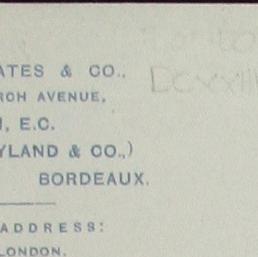 ATES & CO.,
RCH AVENUE,
, E.C.
YLAND & CO.,)
BORDEAUX.
ADDRESS:
LONDON.